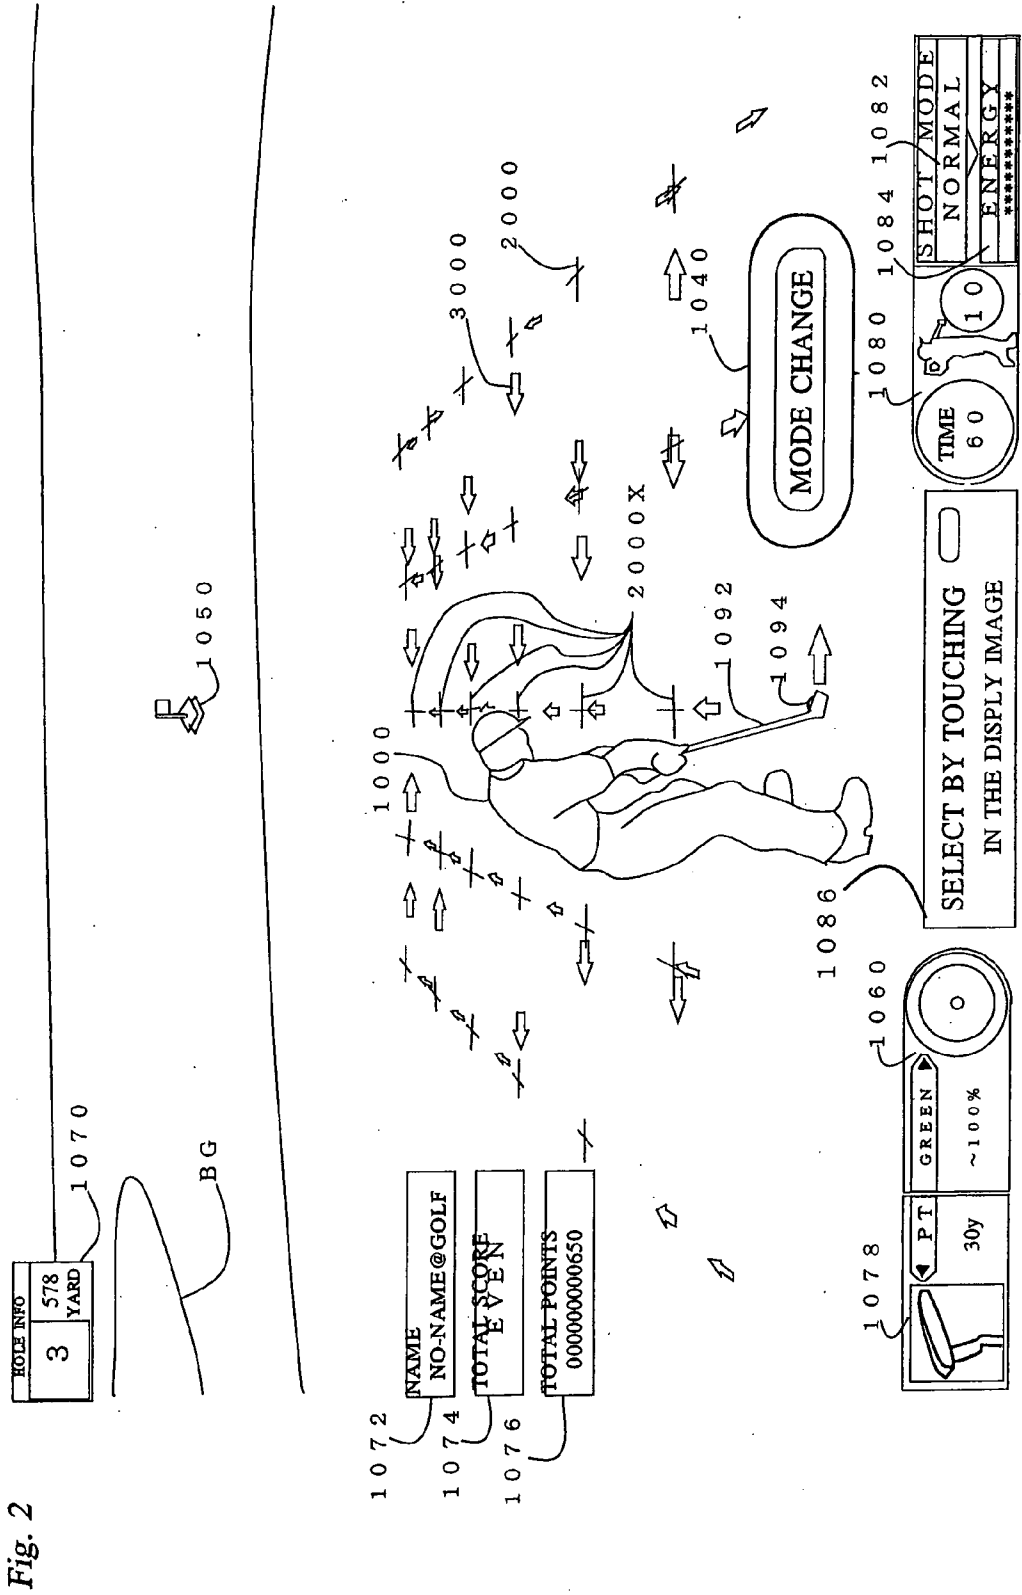 Fig. 2
HOLE INFO
3
578
YARD
1070
BG
1050
NAME
NO-NAME@GOLF
1072
TOTAL SCORE
EVEN
1074
TOTAL POINTS
000000000650
1076
1000
3000
2000
2000X
1040
MODE CHANGE
1092
1094
1078
PT
30y
GREEN
~100%
1060
1086
SELECT BY TOUCHING
IN THE DISPLY IMAGE
1080
TIME
60
10
1084
1082
SHOT MODE
NORMAL
ENERGY
**********